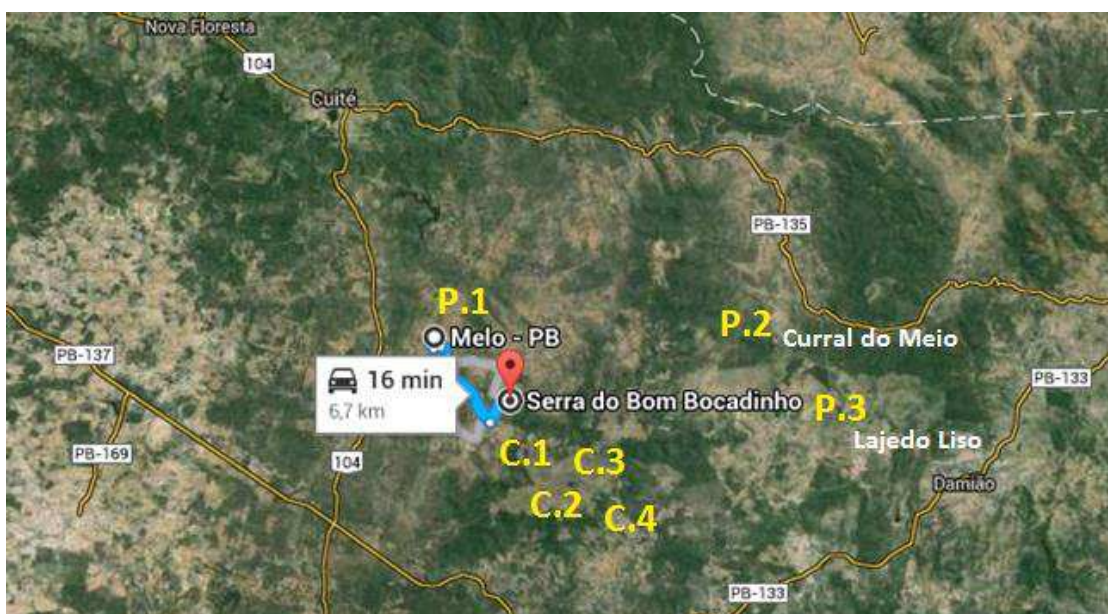 Nova Floresta
104
Cuité
PB-135
P.1
Melo - PB
P.2
Curral do Meio
PB-137
16 min
6,7 km
Serra do Bom Bocadinho
P.3
PB-133
Lajedo Liso
C.1
C.3
PB-169
104
Damião
C.2
C.4
PB-133